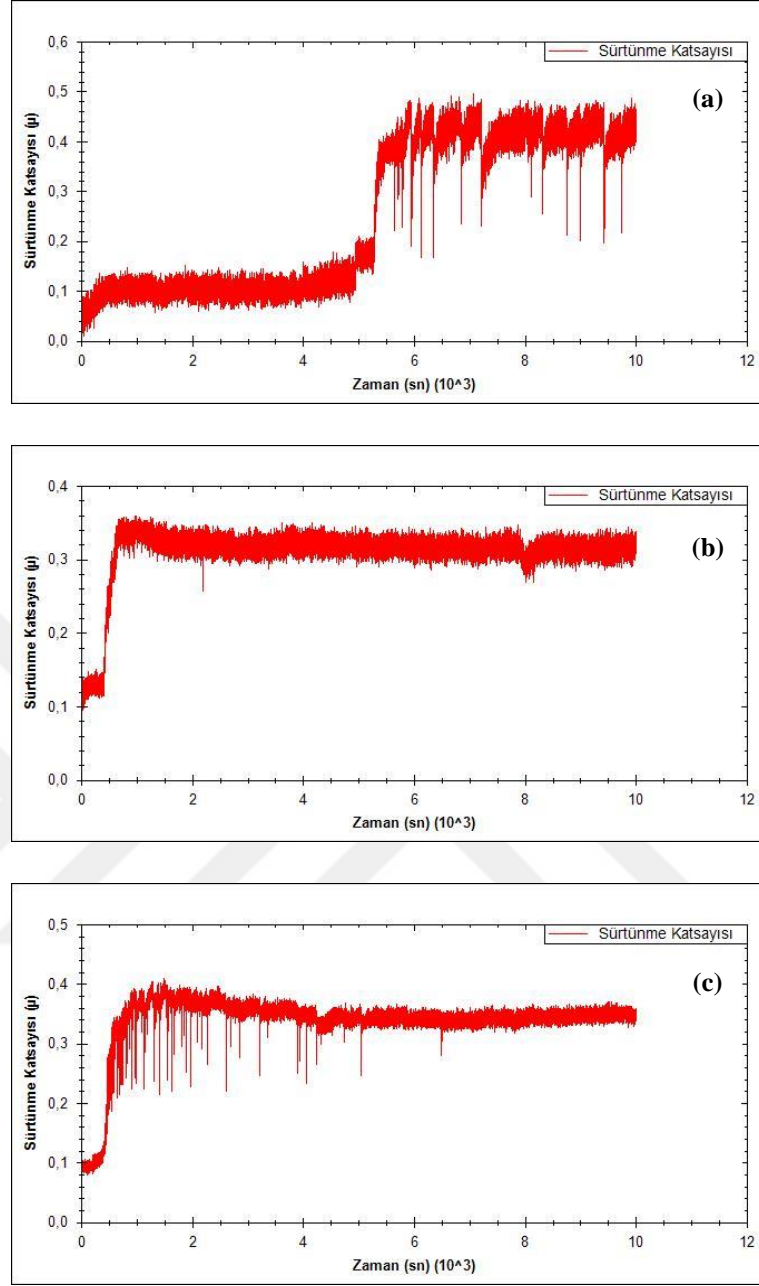 Sürtünme Katsayısı
(a)
0,6
0,5
0,4
0,3
0,2
0,1
0,0
Sürtünme Katsayısı (µ)
0 2 4 6 8 10 12
Zaman (sn) (10^3)
Sürtünme Katsayısı
(b)
0,4
0,3
0,2
0,1
0,0
Sürtünme Katsayısı (µ)
0 2 4 6 8 10 12
Zaman (sn) (10^3)
Sürtünme Katsayısı
(c)
0,5
0,4
0,3
0,2
0,1
0,0
Sürtünme Katsayısı (µ)
0 2 4 6 8 10 12
Zaman (sn) (10^3)